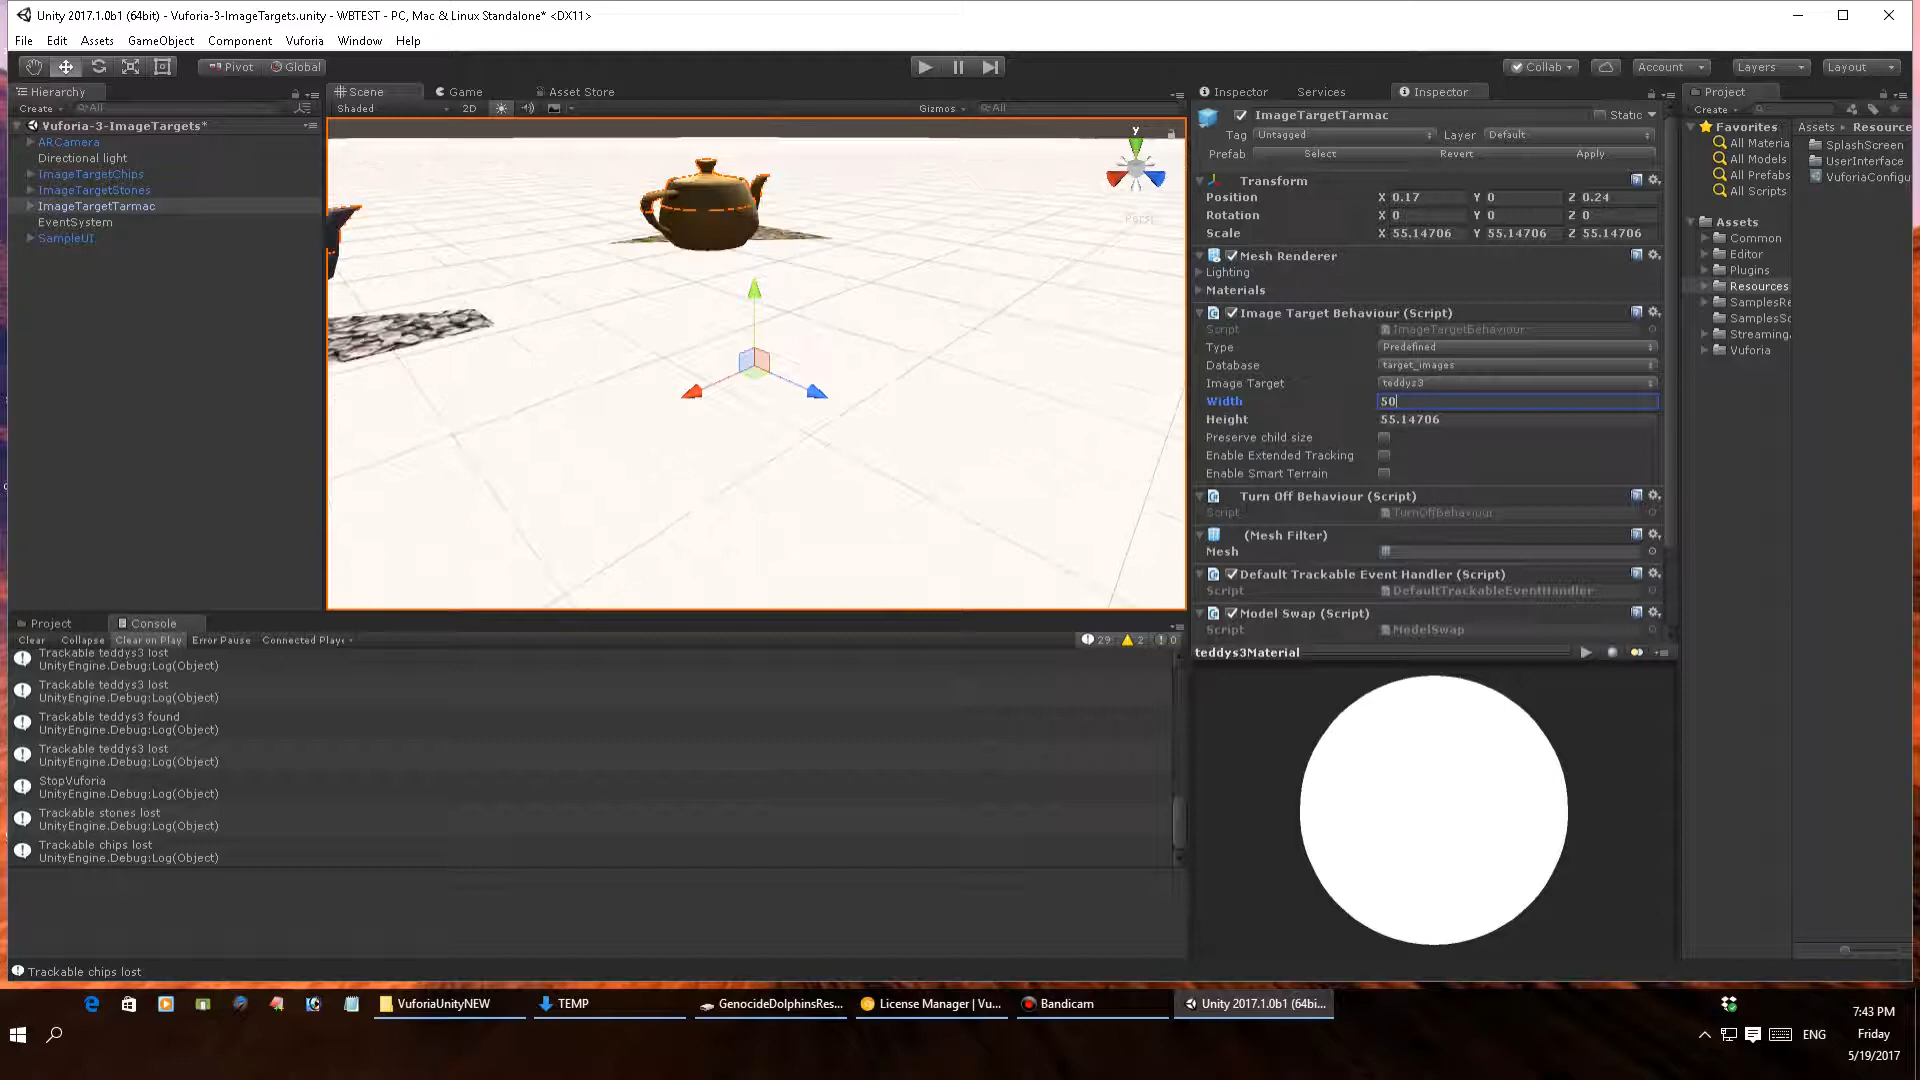 Unity 2017.1.0b1 (64bit) - Vuforia-3-ImageTargets.unity - WBTEST - PC, Mac & Linux Standalone* <DX11>
File Edit Assets GameObject Component Vuforia Window Help
Pivot Global Collab Account Layers Layout
Hierarchy
Create All
Vuforia-3-ImageTargets*
ARCamera
Directional light
ImageTargetChips
ImageTargetStones
ImageTargetTarmac
EventSystem
SampleUI
Scene Game Asset Store
Shaded 2D Gizmos All
y
Persp
Inspector Services Inspector
ImageTargetTarmac Static
Tag Untagged Layer Default
Prefab Select Revert Apply
Transform
Position X 0.17 Y 0 Z 0.24
Rotation X 0 Y 0 Z 0
Scale X 55.14706 Y 55.14706 Z 55.14706
Mesh Renderer
Lighting
Materials
Image Target Behaviour (Script)
Script ImageTargetBehaviour
Type Predefined
Database target_images
Image Target teddys3
Width 50
Height 55.14706
Preserve child size
Enable Extended Tracking
Enable Smart Terrain
Turn Off Behaviour (Script)
Script TurnOffBehaviour
(Mesh Filter)
Mesh
Default Trackable Event Handler (Script)
Script DefaultTrackableEventHandler
Model Swap (Script)
Script ModelSwap
teddys3Material
Project
Create
Favorites
All Materia
All Models
All Prefabs
All Scripts
Assets
Common
Editor
Plugins
Resources
SamplesRe
SamplesSc
Streaming
Vuforia
Assets Resource
SplashScreen
UserInterface
VuforiaConfigu
Project Console
Clear Collapse Clear on Play Error Pause Connected Playe
29 2 0
Trackable teddys3 lost
UnityEngine.Debug:Log(Object)
Trackable teddys3 lost
UnityEngine.Debug:Log(Object)
Trackable teddys3 found
UnityEngine.Debug:Log(Object)
Trackable teddys3 lost
UnityEngine.Debug:Log(Object)
StopVuforia
UnityEngine.Debug:Log(Object)
Trackable stones lost
UnityEngine.Debug:Log(Object)
Trackable chips lost
UnityEngine.Debug:Log(Object)
Trackable chips lost
VuforiaUnityNEW TEMP GenocideDolphinsRes... License Manager | Vu... Bandicam Unity 2017.1.0b1 (64bi...
ENG
7:43 PM
Friday
5/19/2017